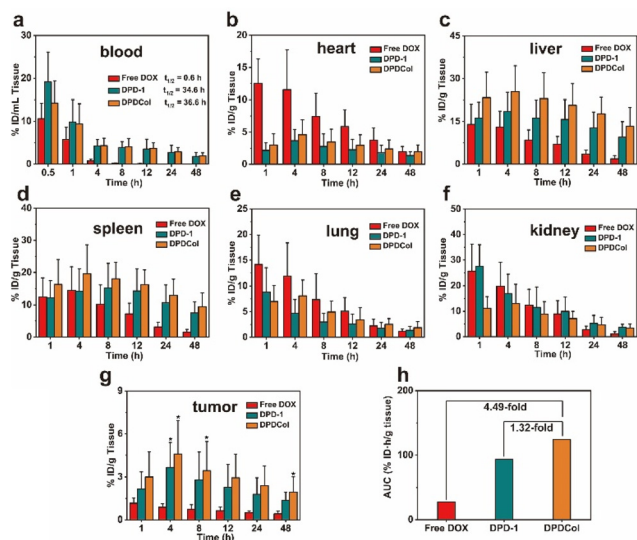 a
blood
% ID/mL Tissue
30
20
10
0
Free DOX t1/2 = 0.6 h
DPD-1 t1/2 = 34.6 h
DPDCol t1/2 = 36.6 h
0.5 1 4 8 12 24 48
Time (h)
b
heart
% ID/g Tissue
20
15
10
5
0
Free DOX
DPD-1
DPDCol
1 4 8 12 24 48
Time (h)
c
liver
% ID/g Tissue
45
30
15
0
Free DOX
DPD-1
DPDCol
1 4 8 12 24 48
Time (h)
d
spleen
% ID/g Tissue
40
30
20
10
0
Free DOX
DPD-1
DPDCol
1 4 8 12 24 48
Time (h)
e
lung
% ID/g Tissue
25
20
15
10
5
0
Free DOX
DPD-1
DPDCol
1 4 8 12 24 48
Time (h)
f
kidney
% ID/g Tissue
50
40
30
20
10
0
Free DOX
DPD-1
DPDCol
1 4 8 12 24 48
Time (h)
g
tumor
% ID/g Tissue
9
6
3
0
Free DOX
DPD-1
DPDCol
* * * *
1 4 8 12 24 48
Time (h)
h
AUC (% ID·h/g tissue)
200
100
0
4.49-fold
1.32-fold
Free DOX DPD-1 DPDCol